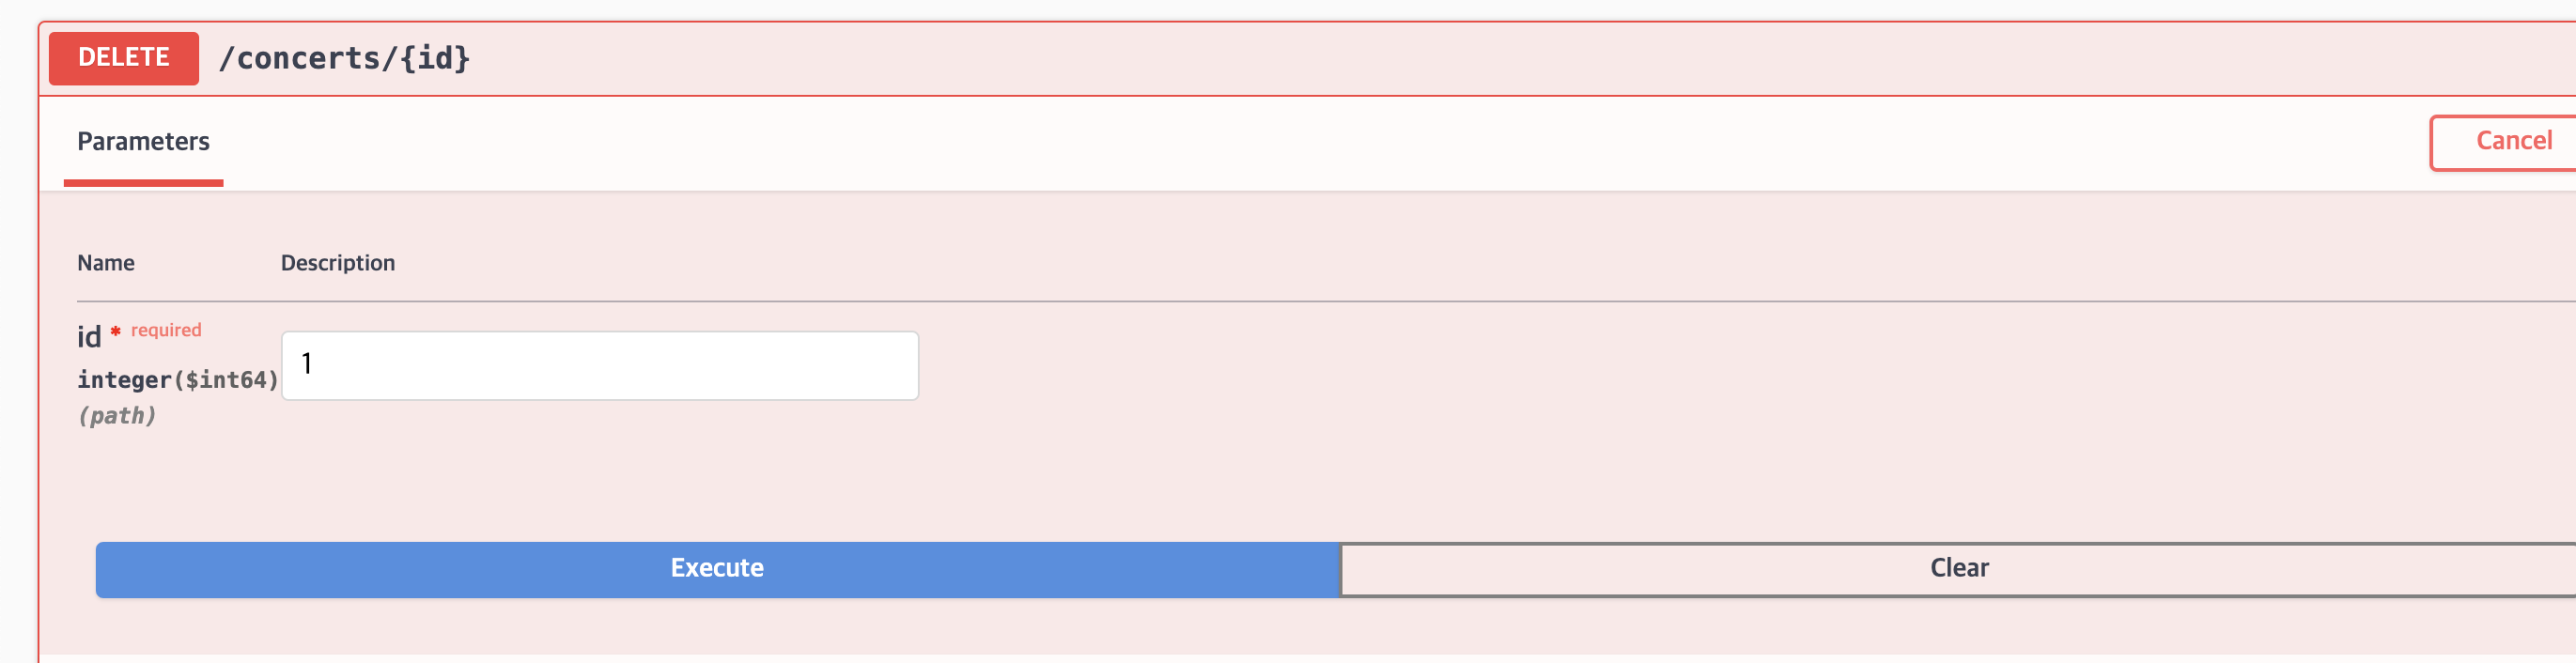 DELETE /concerts/{id}
Parameters
Cancel
Name Description
id * required
integer($int64)
(path)
1
Execute Clear